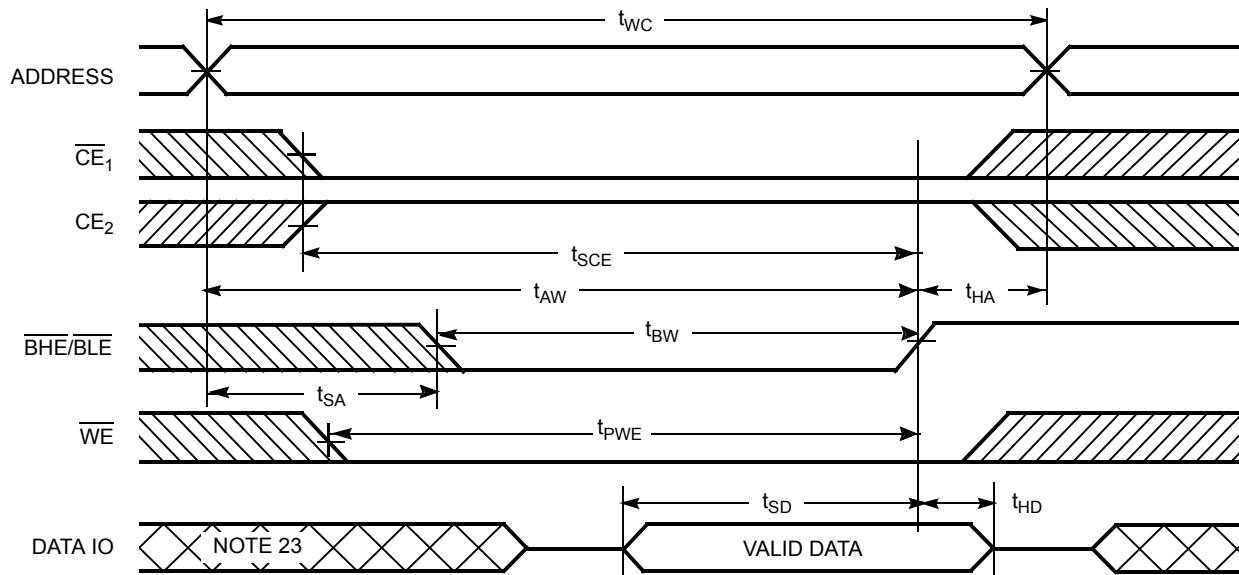 tWC
ADDRESS
CE1
CE2
tSCE
tAW
tHA
BHE/BLE
tBW
tSA
WE
tPWE
tSD
tHD
DATA IO
NOTE 23
VALID DATA